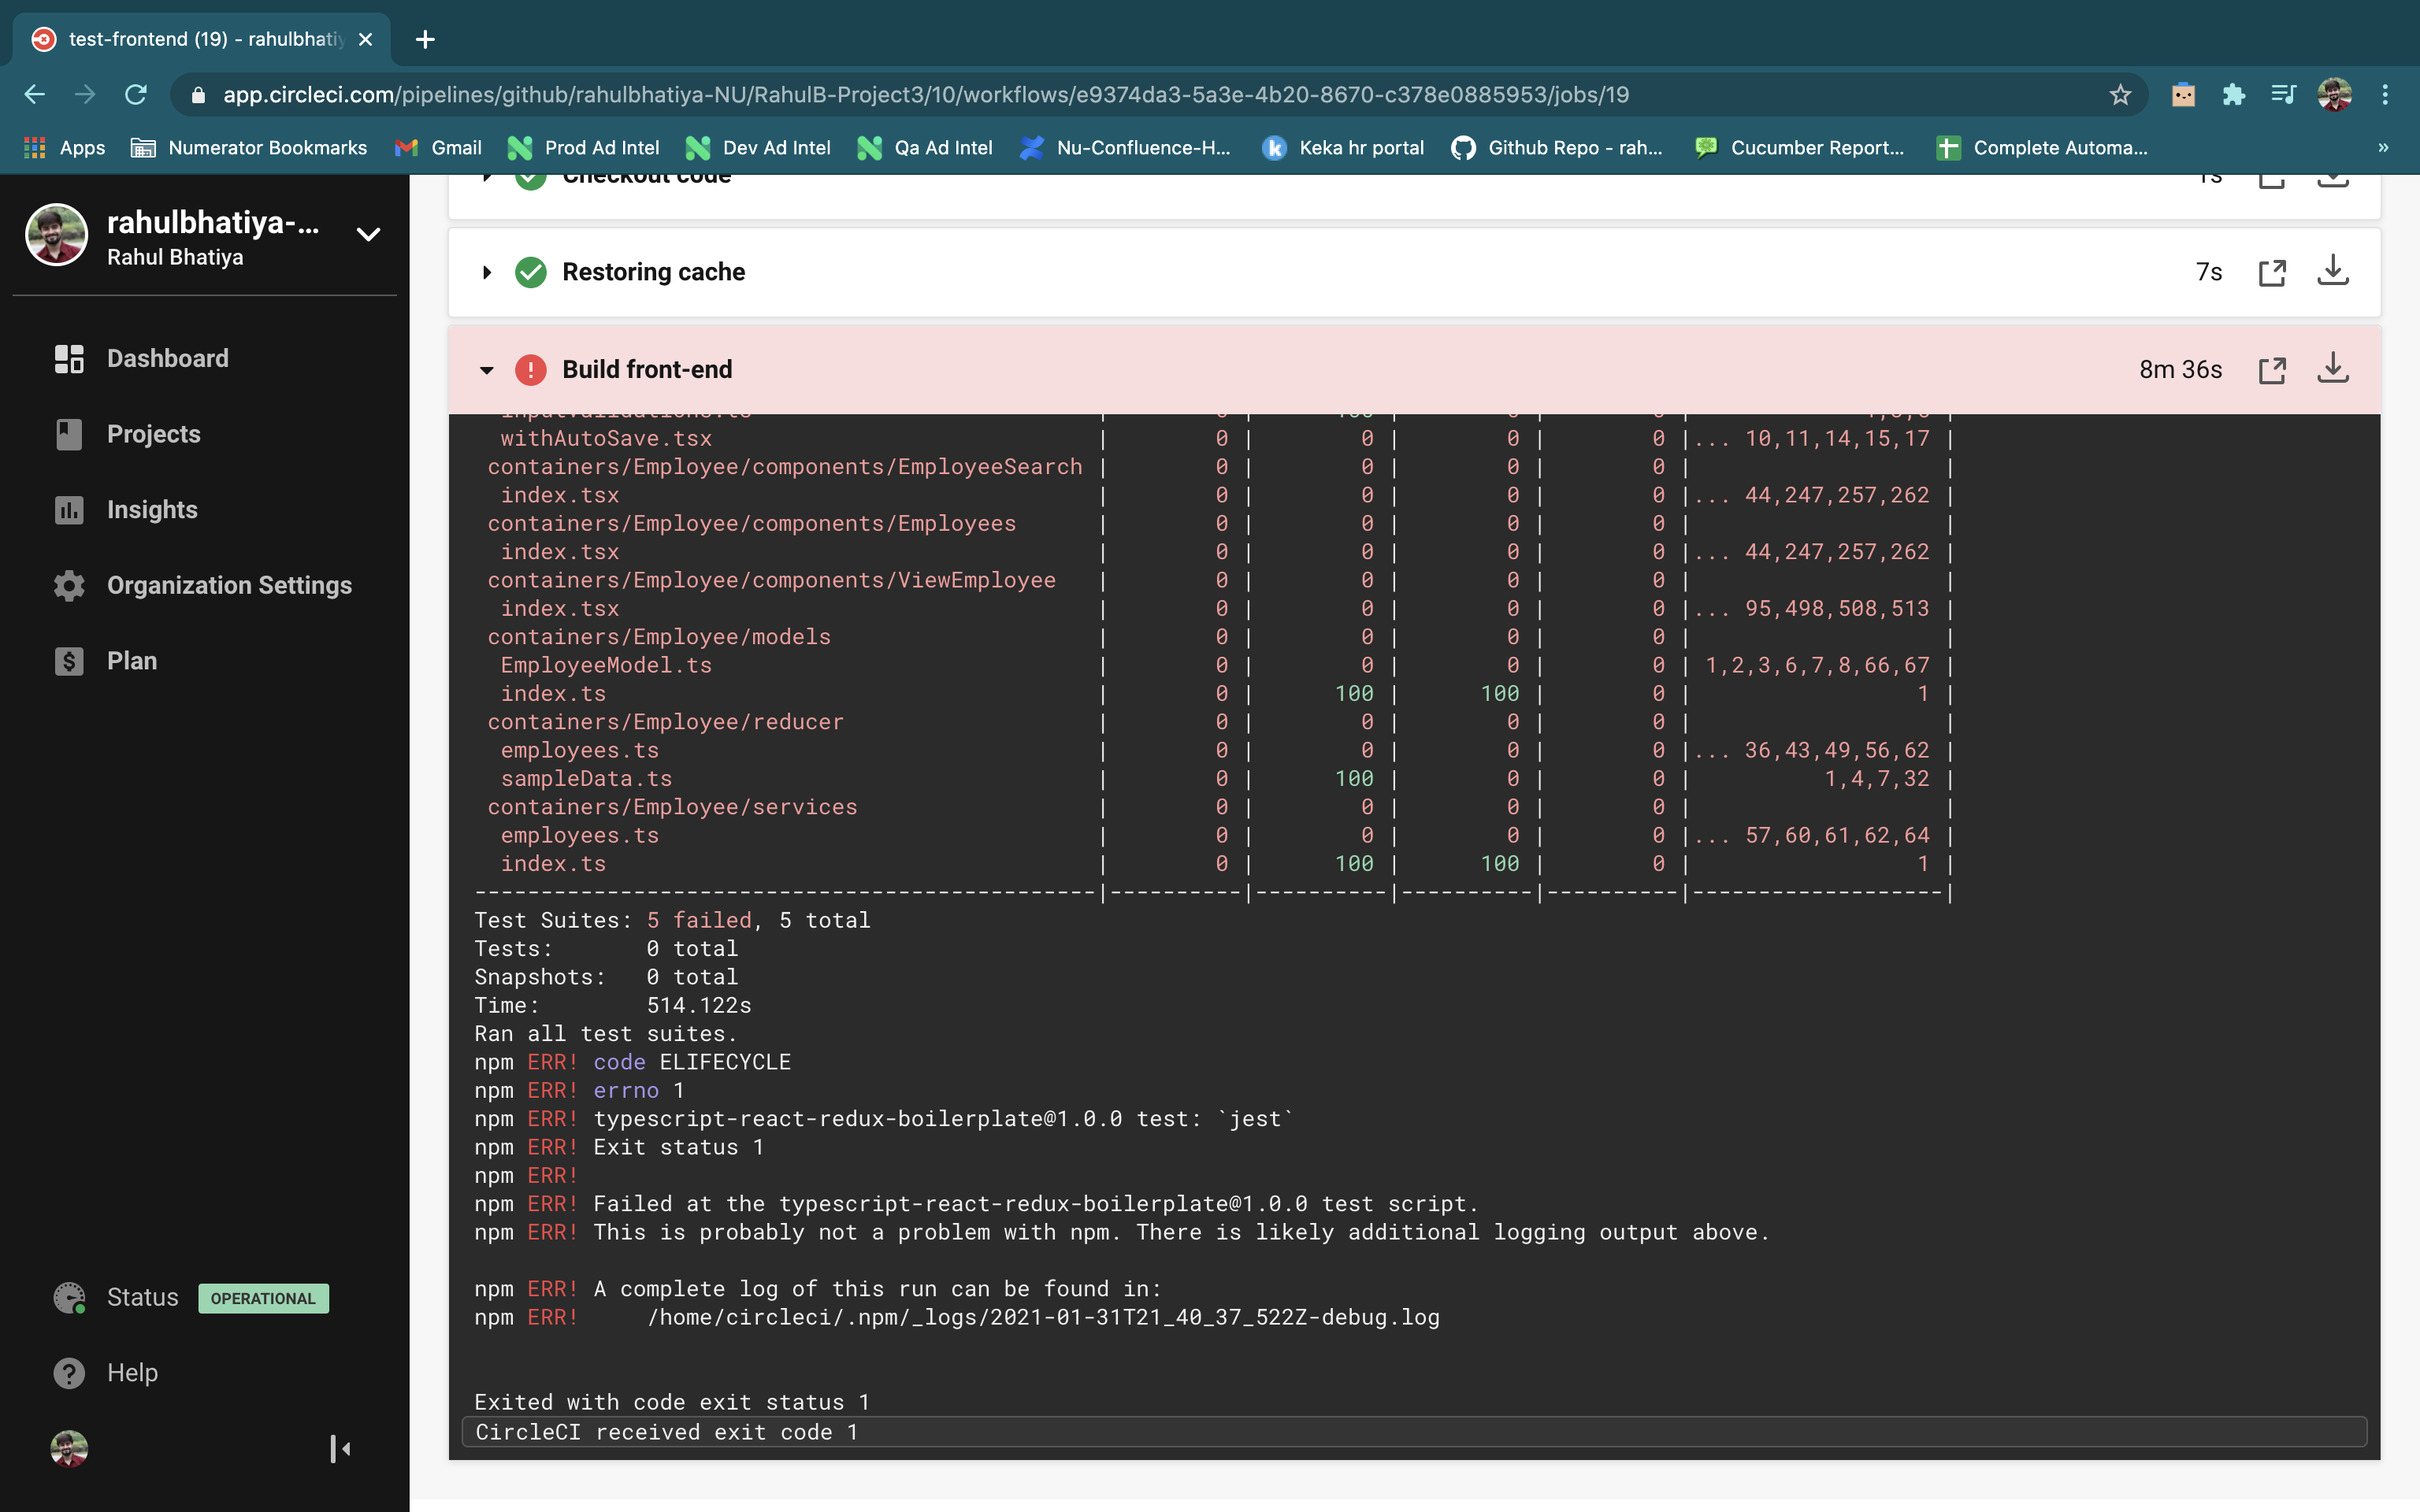 test-frontend (19) - rahulbhatiy
app.circleci.com/pipelines/github/rahulbhatiya-NU/RahulB-Project3/10/workflows/e9374da3-5a3e-4b20-8670-c378e0885953/jobs/19
Apps Numerator Bookmarks Gmail Prod Ad Intel Dev Ad Intel Qa Ad Intel Nu-Confluence-H... Keka hr portal Github Repo - rah... Cucumber Report... Complete Automa... »
rahulbhatiya-...
Rahul Bhatiya
Dashboard
Projects
Insights
Organization Settings
$ Plan
Status OPERATIONAL
? Help
Checkout code 1s
Restoring cache 7s
! Build front-end 8m 36s
inputValidations.ts | 0 | 100 | 0 | 0 |
withAutoSave.tsx | 0 | 0 | 0 | 0 |... 10,11,14,15,17 |
containers/Employee/components/EmployeeSearch | 0 | 0 | 0 | 0 | |
index.tsx | 0 | 0 | 0 | 0 |... 44,247,257,262 |
containers/Employee/components/Employees | 0 | 0 | 0 | 0 | |
index.tsx | 0 | 0 | 0 | 0 |... 44,247,257,262 |
containers/Employee/components/ViewEmployee | 0 | 0 | 0 | 0 | |
index.tsx | 0 | 0 | 0 | 0 |... 95,498,508,513 |
containers/Employee/models | 0 | 0 | 0 | 0 | |
EmployeeModel.ts | 0 | 0 | 0 | 0 | 1,2,3,6,7,8,66,67 |
index.ts | 0 | 100 | 100 | 0 | 1 |
containers/Employee/reducer | 0 | 0 | 0 | 0 | |
employees.ts | 0 | 0 | 0 | 0 |... 36,43,49,56,62 |
sampleData.ts | 0 | 100 | 0 | 0 | 1,4,7,32 |
containers/Employee/services | 0 | 0 | 0 | 0 | |
employees.ts | 0 | 0 | 0 | 0 |... 57,60,61,62,64 |
index.ts | 0 | 100 | 100 | 0 | 1 |
-----------------------------------------------|----------|----------|----------|----------|-------------------|
Test Suites: 5 failed, 5 total
Tests: 0 total
Snapshots: 0 total
Time: 514.122s
Ran all test suites.
npm ERR! code ELIFECYCLE
npm ERR! errno 1
npm ERR! typescript-react-redux-boilerplate@1.0.0 test: `jest`
npm ERR! Exit status 1
npm ERR!
npm ERR! Failed at the typescript-react-redux-boilerplate@1.0.0 test script.
npm ERR! This is probably not a problem with npm. There is likely additional logging output above.
npm ERR! A complete log of this run can be found in:
npm ERR! /home/circleci/.npm/_logs/2021-01-31T21_40_37_522Z-debug.log
Exited with code exit status 1
CircleCI received exit code 1